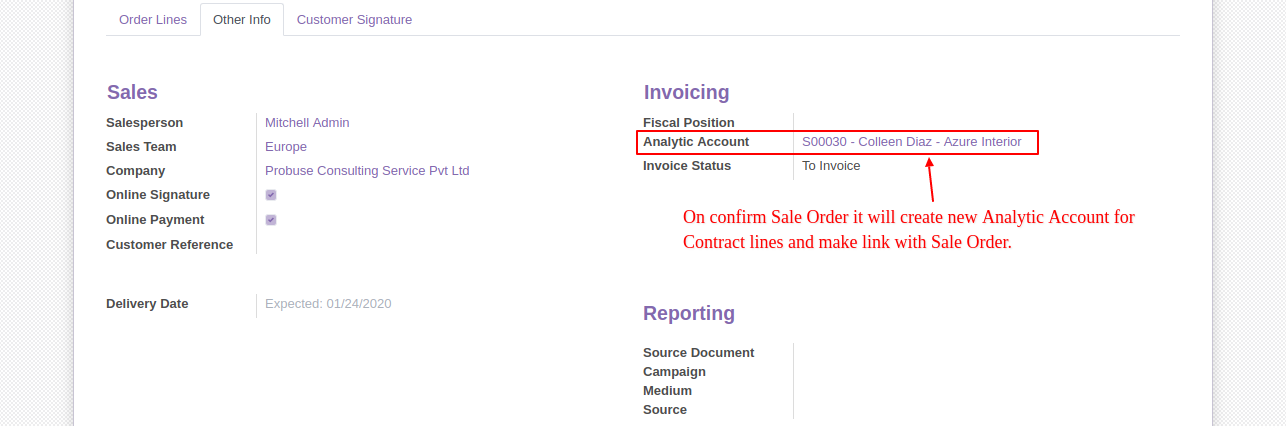 Order Lines Other Info Customer Signature
Sales
Salesperson Mitchell Admin
Sales Team Europe
Company Probuse Consulting Service Pvt Ltd
Online Signature
Online Payment
Customer Reference
Delivery Date Expected: 01/24/2020
Invoicing
Fiscal Position
Analytic Account S00030 - Colleen Diaz - Azure Interior
Invoice Status To Invoice
On confirm Sale Order it will create new Analytic Account for
Contract lines and make link with Sale Order.
Reporting
Source Document
Campaign
Medium
Source